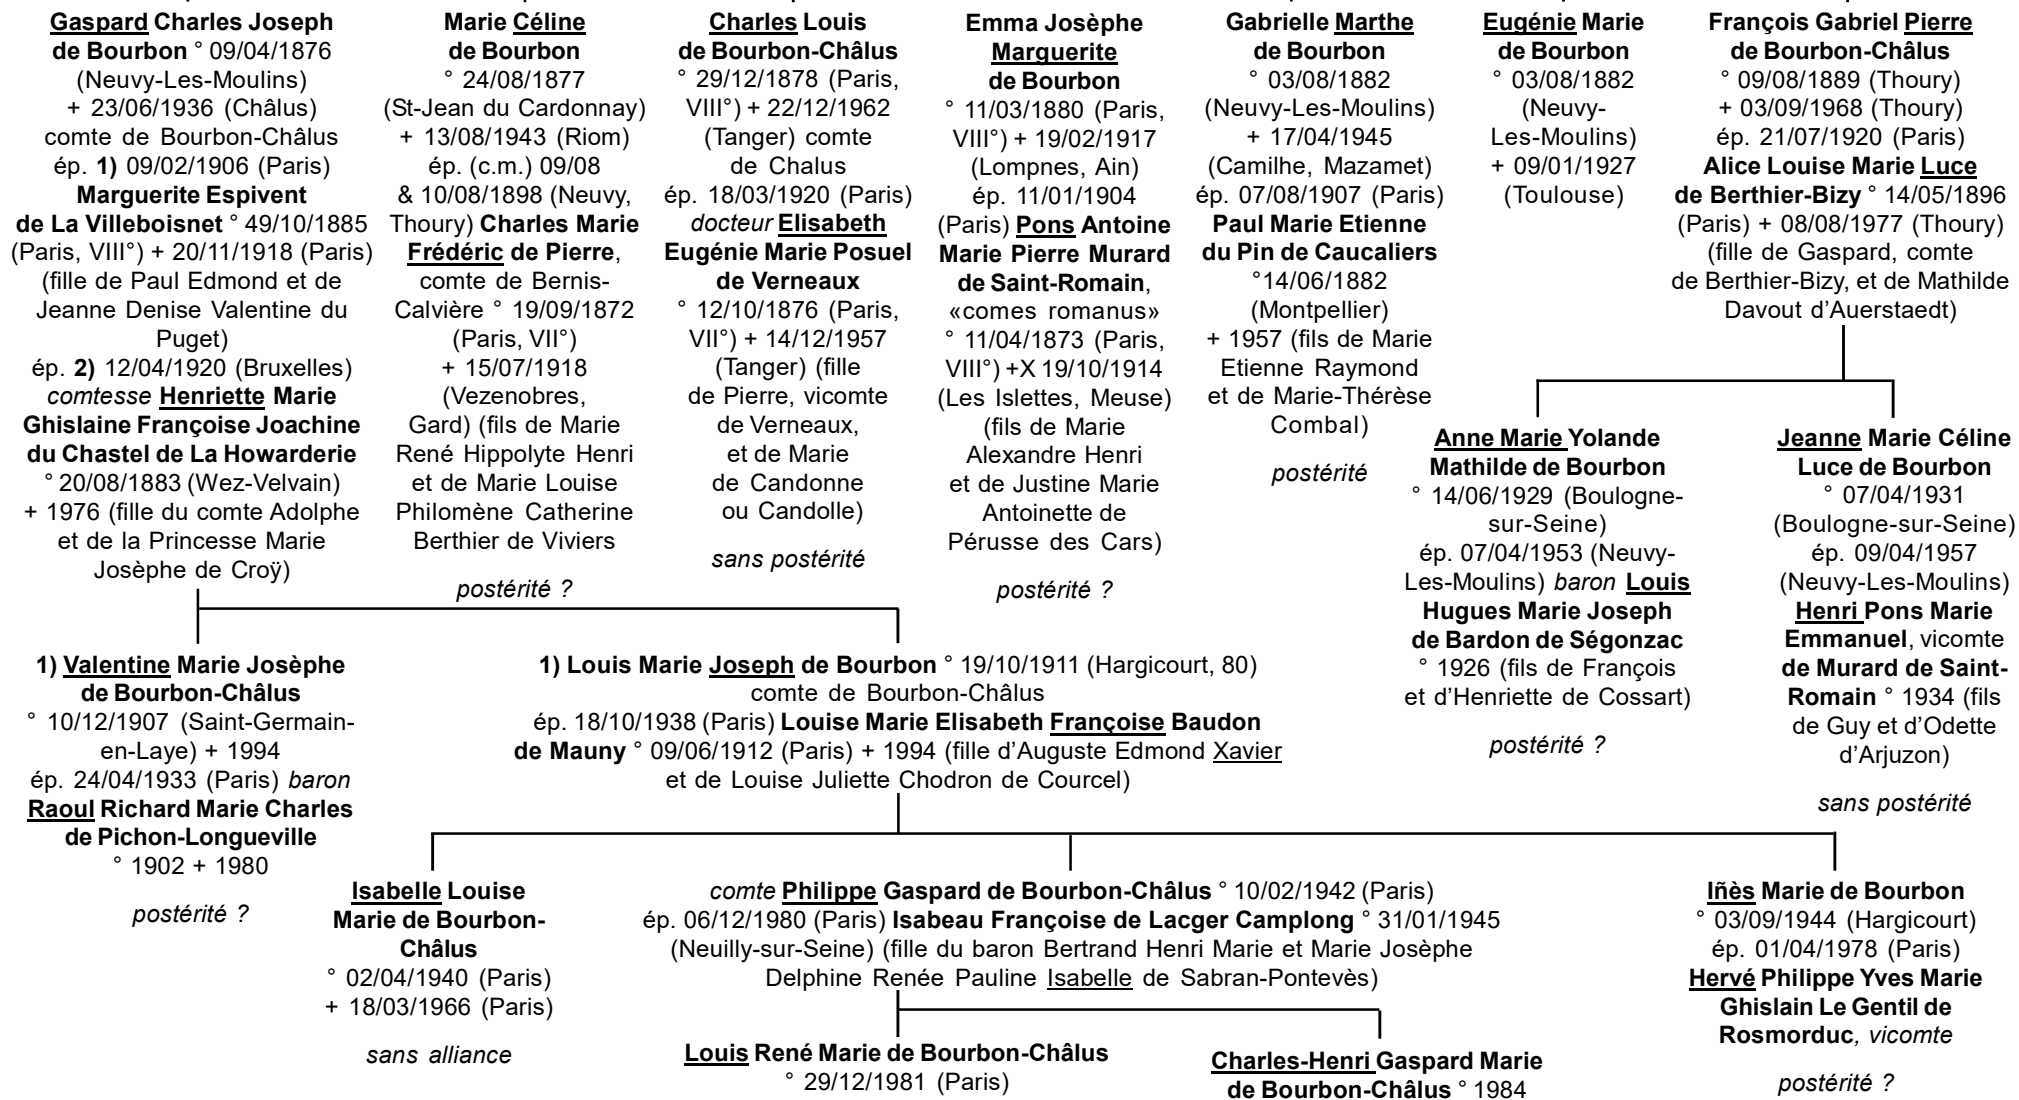 Gaspard Charles Joseph
de Bourbon ° 09/04/1876
(Neuvy-Les-Moulins)
+ 23/06/1936 (Châlus)
comte de Bourbon-Châlus
ép. 1) 09/02/1906 (Paris)
Marguerite Espivent
de La Villeboisnet ° 49/10/1885
(Paris, VIII°) + 20/11/1918 (Paris)
(fille de Paul Edmond et de
Jeanne Denise Valentine du
Puget)
ép. 2) 12/04/1920 (Bruxelles)
comtesse Henriette Marie
Ghislaine Françoise Joachine
du Chastel de La Howarderie
° 20/08/1883 (Wez-Velvain)
+ 1976 (fille du comte Adolphe
et de la Princesse Marie
Josèphe de Croÿ)
Marie Céline
de Bourbon
° 24/08/1877
(St-Jean du Cardonnay)
+ 13/08/1943 (Riom)
ép. (c.m.) 09/08
& 10/08/1898 (Neuvy,
Thoury) Charles Marie
Frédéric de Pierre,
comte de Bernis-
Calvière ° 19/09/1872
(Paris, VII°)
+ 15/07/1918
(Vezenobres,
Gard) (fils de Marie
René Hippolyte Henri
et de Marie Louise
Philomène Catherine
Berthier de Viviers
postérité ?
Charles Louis
de Bourbon-Châlus
° 29/12/1878 (Paris,
VIII°) + 22/12/1962
(Tanger) comte
de Chalus
ép. 18/03/1920 (Paris)
docteur Elisabeth
Eugénie Marie Posuel
de Verneaux
° 12/10/1876 (Paris,
VII°) + 14/12/1957
(Tanger) (fille
de Pierre, vicomte
de Verneaux,
et de Marie
de Candonne
ou Candolle)
sans postérité
Emma Josèphe
Marguerite
de Bourbon
° 11/03/1880 (Paris,
VIII°) + 19/02/1917
(Lompnes, Ain)
ép. 11/01/1904
(Paris) Pons Antoine
Marie Pierre Murard
de Saint-Romain,
«comes romanus»
° 11/04/1873 (Paris,
VIII°) +X 19/10/1914
(Les Islettes, Meuse)
(fils de Marie
Alexandre Henri
et de Justine Marie
Antoinette de
Pérusse des Cars)
postérité ?
Gabrielle Marthe
de Bourbon
° 03/08/1882
(Neuvy-Les-Moulins)
+ 17/04/1945
(Camilhe, Mazamet)
ép. 07/08/1907 (Paris)
Paul Marie Etienne
du Pin de Caucaliers
°14/06/1882
(Montpellier)
+ 1957 (fils de Marie
Etienne Raymond
et de Marie-Thérèse
Combal)
postérité
Eugénie Marie
de Bourbon
° 03/08/1882
(Neuvy-
Les-Moulins)
+ 09/01/1927
(Toulouse)
François Gabriel Pierre
de Bourbon-Châlus
° 09/08/1889 (Thoury)
+ 03/09/1968 (Thoury)
ép. 21/07/1920 (Paris)
Alice Louise Marie Luce
de Berthier-Bizy ° 14/05/1896
(Paris) + 08/08/1977 (Thoury)
(fille de Gaspard, comte
de Berthier-Bizy, et de Mathilde
Davout d'Auerstaedt)
Anne Marie Yolande
Mathilde de Bourbon
° 14/06/1929 (Boulogne-
sur-Seine)
ép. 07/04/1953 (Neuvy-
Les-Moulins) baron Louis
Hugues Marie Joseph
de Bardon de Ségonzac
° 1926 (fils de François
et d'Henriette de Cossart)
postérité ?
Jeanne Marie Céline
Luce de Bourbon
° 07/04/1931
(Boulogne-sur-Seine)
ép. 09/04/1957
(Neuvy-Les-Moulins)
Henri Pons Marie
Emmanuel, vicomte
de Murard de Saint-
Romain ° 1934 (fils
de Guy et d'Odette
d'Arjuzon)
sans postérité
1) Valentine Marie Josèphe
de Bourbon-Châlus
° 10/12/1907 (Saint-Germain-
en-Laye) + 1994
ép. 24/04/1933 (Paris) baron
Raoul Richard Marie Charles
de Pichon-Longueville
° 1902 + 1980
postérité ?
1) Louis Marie Joseph de Bourbon ° 19/10/1911 (Hargicourt, 80)
comte de Bourbon-Châlus
ép. 18/10/1938 (Paris) Louise Marie Elisabeth Françoise Baudon
de Mauny ° 09/06/1912 (Paris) + 1994 (fille d'Auguste Edmond Xavier
et de Louise Juliette Chodron de Courcel)
Isabelle Louise
Marie de Bourbon-
Châlus
° 02/04/1940 (Paris)
+ 18/03/1966 (Paris)
sans alliance
comte Philippe Gaspard de Bourbon-Châlus ° 10/02/1942 (Paris)
ép. 06/12/1980 (Paris) Isabeau Françoise de Lacger Camplong ° 31/01/1945
(Neuilly-sur-Seine) (fille du baron Bertrand Henri Marie et Marie Josèphe
Delphine Renée Pauline Isabelle de Sabran-Pontevès)
Iñès Marie de Bourbon
° 03/09/1944 (Hargicourt)
ép. 01/04/1978 (Paris)
Hervé Philippe Yves Marie
Ghislain Le Gentil de
Rosmorduc, vicomte
postérité ?
Louis René Marie de Bourbon-Châlus
° 29/12/1981 (Paris)
Charles-Henri Gaspard Marie
de Bourbon-Châlus ° 1984